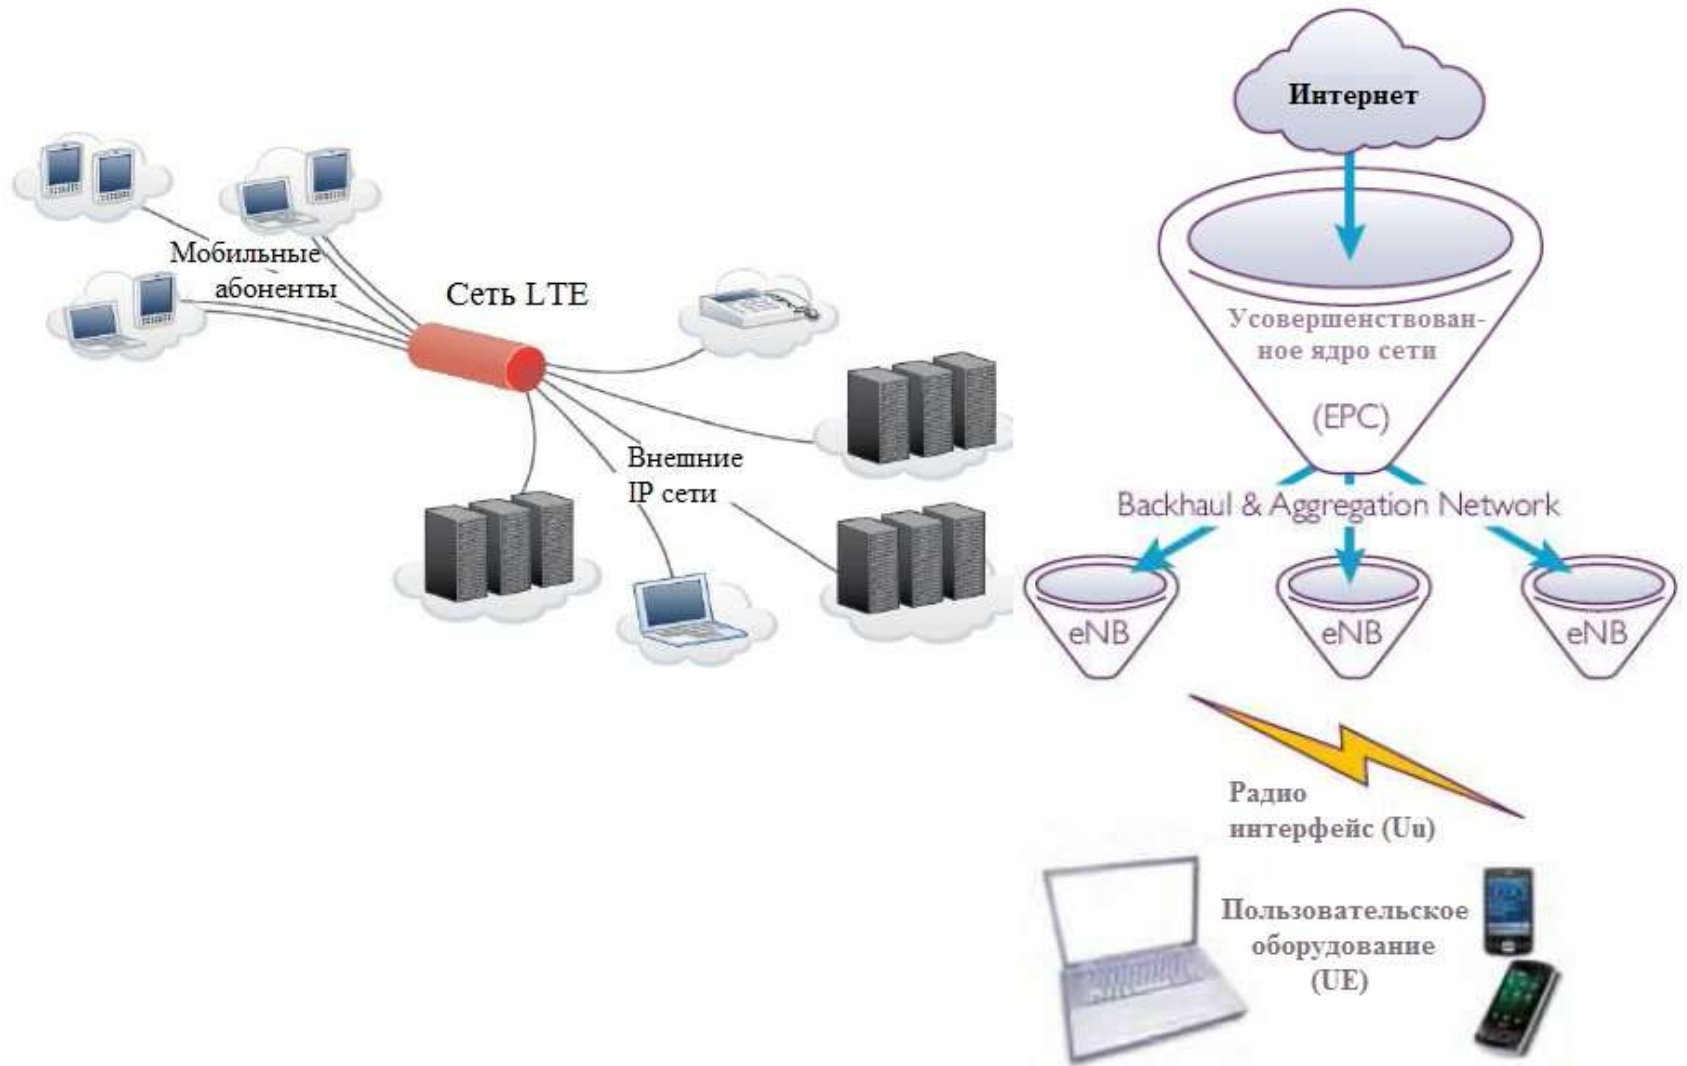 Мобильные
абоненты
Сеть LTE
Внешние
IP сети
Интернет
Усовершенствован-
ное ядро сети
(EPC)
Backhaul & Aggregation Network
eNB
eNB
eNB
Радио
интерфейс (Uu)
Пользовательское
оборудование
(UE)